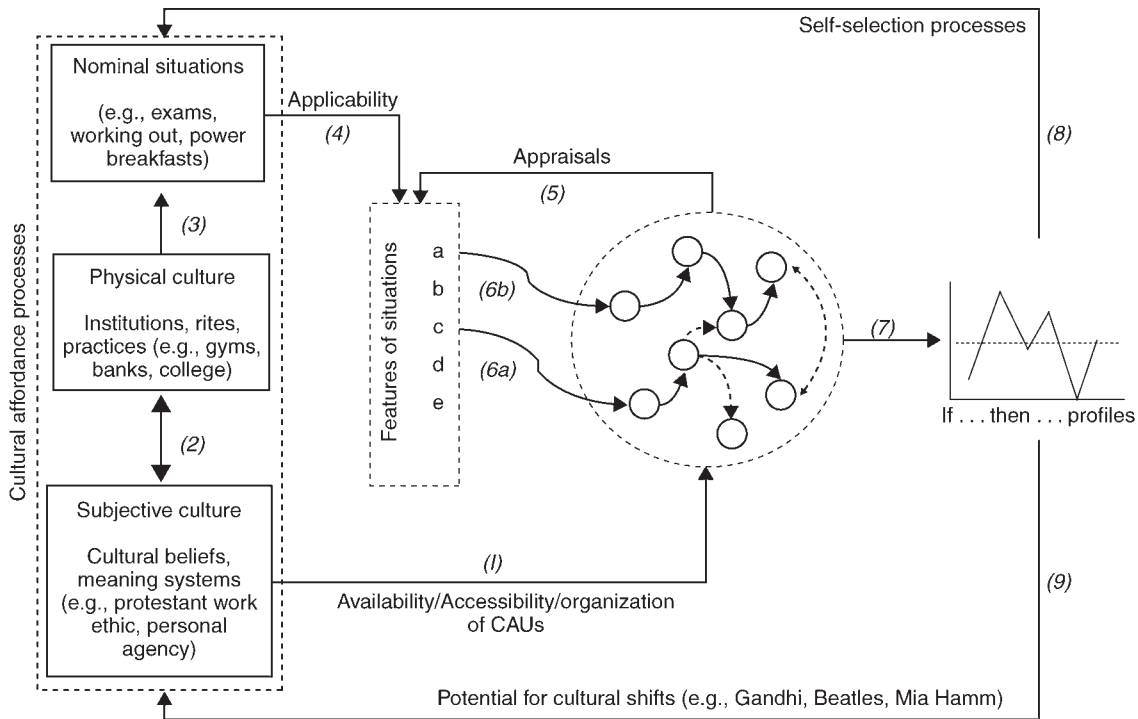 Self-selection processes
Nominal situations
(e.g., exams,
working out, power
breakfasts)
Applicability
(4)
(8)
Appraisals
(5)
(3)
Cultural affordance processes
Physical culture
Institutions, rites,
practices (e.g., gyms,
banks, college)
Features of situations
a
b
c
d
e
(6b)
(6a)
(7)
If . . . then . . . profiles
(2)
Subjective culture
Cultural beliefs,
meaning systems
(e.g., protestant work
ethic, personal
agency)
(I)
Availability/Accessibility/organization
of CAUs
(9)
Potential for cultural shifts (e.g., Gandhi, Beatles, Mia Hamm)